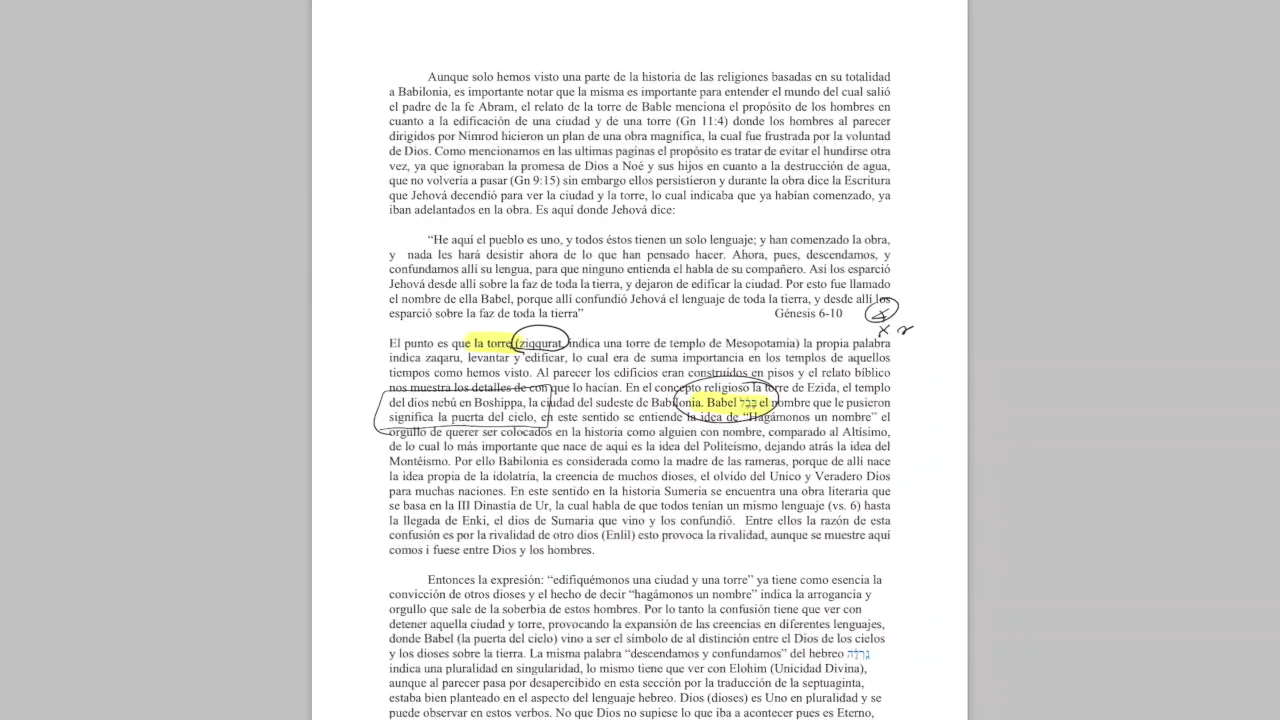 Aunque solo hemos visto una parte de la historia de las religiones basadas en su totalidad
a Babilonia, es importante notar que la misma es importante para entender el mundo del cual salió
el padre de la fe Abram, el relato de la torre de Bable menciona el propósito de los hombres en
cuanto a la edificación de una ciudad y de una torre (Gn 11:4) donde los hombres al parecer
dirigidos por Nimrod hicieron un plan de una obra magnifica, la cual fue frustrada por la voluntad
de Dios. Como mencionamos en las ultimas paginas el propósito es tratar de evitar el hundirse otra
vez, ya que ignoraban la promesa de Dios a Noé y sus hijos en cuanto a la destrucción de agua,
que no volvería a pasar (Gn 9:15) sin embargo ellos persistieron y durante la obra dice la Escritura
que Jehová decendió para ver la ciudad y la torre, lo cual indicaba que ya habían comenzado, ya
iban adelantados en la obra. Es aquí donde Jehová dice:
“He aquí el pueblo es uno, y todos éstos tienen un solo lenguaje; y han comenzado la obra,
y nada les hará desistir ahora de lo que han pensado hacer. Ahora, pues, descendamos, y
confundamos allí su lengua, para que ninguno entienda el habla de su compañero. Así los esparció
Jehová desde allí sobre la faz de toda la tierra, y dejaron de edificar la ciudad. Por esto fue llamado
el nombre de ella Babel, porque allí confundió Jehová el lenguaje de toda la tierra, y desde allí los
esparció sobre la faz de toda la tierra” Génesis 6-10
El punto es que la torre (ziqqurat, indica una torre de templo de Mesopotamia) la propia palabra
indica zaqaru, levantar y edificar, lo cual era de suma importancia en los templos de aquellos
tiempos como hemos visto. Al parecer los edificios eran construidos en pisos y el relato bíblico
nos muestra los detalles de con que lo hacían. En el concepto religioso la torre de Ezida, el templo
del dios nebú en Boshippa, la ciudad del sudeste de Babilonia. Babel בָּבֶל el nombre que le pusieron
significa la puerta del cielo, en este sentido se entiende la idea de “Hagámonos un nombre” el
orgullo de querer ser colocados en la historia como alguien con nombre, comparado al Altísimo,
de lo cual lo más importante que nace de aquí es la idea del Politeísmo, dejando atrás la idea del
Montéismo. Por ello Babilonia es considerada como la madre de las rameras, porque de alli nace
la idea propia de la idolatría, la creencia de muchos dioses, el olvido del Unico y Veradero Dios
para muchas naciones. En este sentido en la historia Sumeria se encuentra una obra literaria que
se basa en la III Dinastía de Ur, la cual habla de que todos tenían un mismo lenguaje (vs. 6) hasta
la llegada de Enki, el dios de Sumaria que vino y los confundió. Entre ellos la razón de esta
confusión es por la rivalidad de otro dios (Enlil) esto provoca la rivalidad, aunque se muestre aquí
comos i fuese entre Dios y los hombres.
Entonces la expresión: “edifiquémonos una ciudad y una torre” ya tiene como esencia la
convicción de otros dioses y el hecho de decir “hagámonos un nombre” indica la arrogancia y
orgullo que sale de la soberbia de estos hombres. Por lo tanto la confusión tiene que ver con
detener aquella ciudad y torre, provocando la expansión de las creencias en diferentes lenguajes,
donde Babel (la puerta del cielo) vino a ser el símbolo de al distinción entre el Dios de los cielos
y los dioses sobre la tierra. La misma palabra “descendamos y confundamos” del hebreo
indica una pluralidad en singularidad, lo mismo tiene que ver con Elohim (Unicidad Divina),
aunque al parecer pasa por desapercibido en esta sección por la traducción de la septuaginta,
estaba bien planteado en el aspecto del lenguaje hebreo. Dios (dioses) es Uno en pluralidad y se
puede observar en estos verbos. No que Dios no supiese lo que iba a acontecer pues es Eterno,